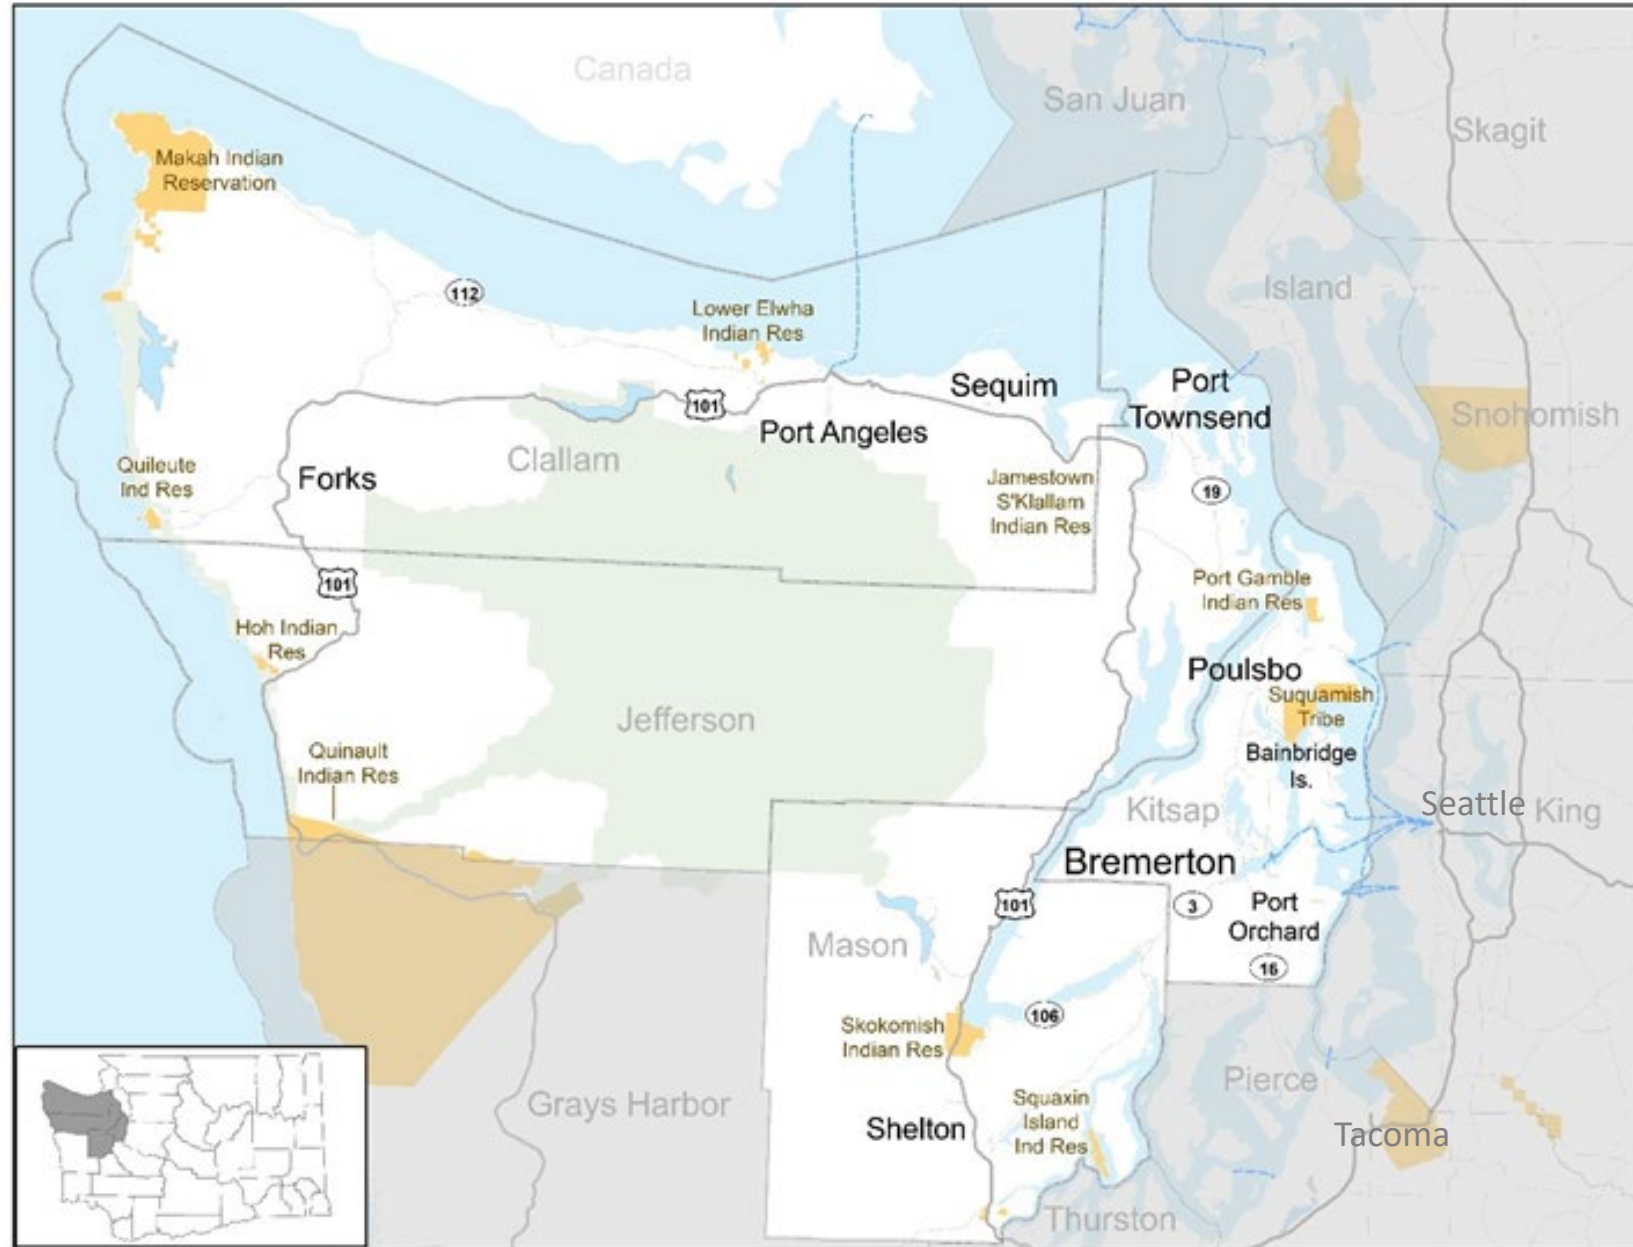 Canada
San Juan
Skagit
Makah Indian
Reservation
Island
112
Lower Elwha
Indian Res
Sequim
Port
Townsend
101
Port Angeles
Snohomish
Clallam
Quileute
Ind Res
Forks
Jamestown
S'Klallam
Indian Res
19
101
Port Gamble
Indian Res
Hoh Indian
Res
Poulsbo
Suquamish
Tribe
Jefferson
Quinault
Indian Res
Bainbridge
Is.
Kitsap
Seattle
King
Bremerton
101
3
Port
Orchard
Mason
16
106
Skokomish
Indian Res
Pierce
Grays Harbor
Squaxin
Island
Ind Res
Shelton
Tacoma
Thurston